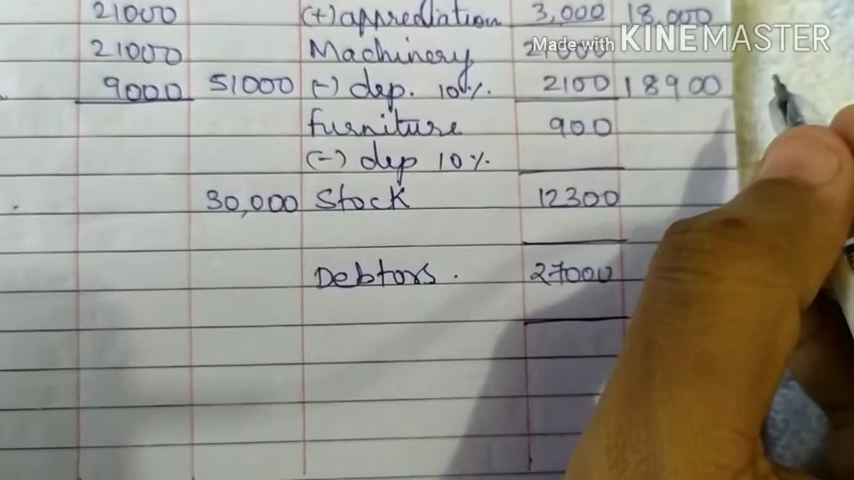 21000 (+) appreciation 3,000 18,000
21000 Machinery 21000
9000 51000 (-) dep. 10% 2100 18900
furniture 900
(-) dep 10%
30,000 Stock 12300
Debtors. 27000
Made with KINEMASTER